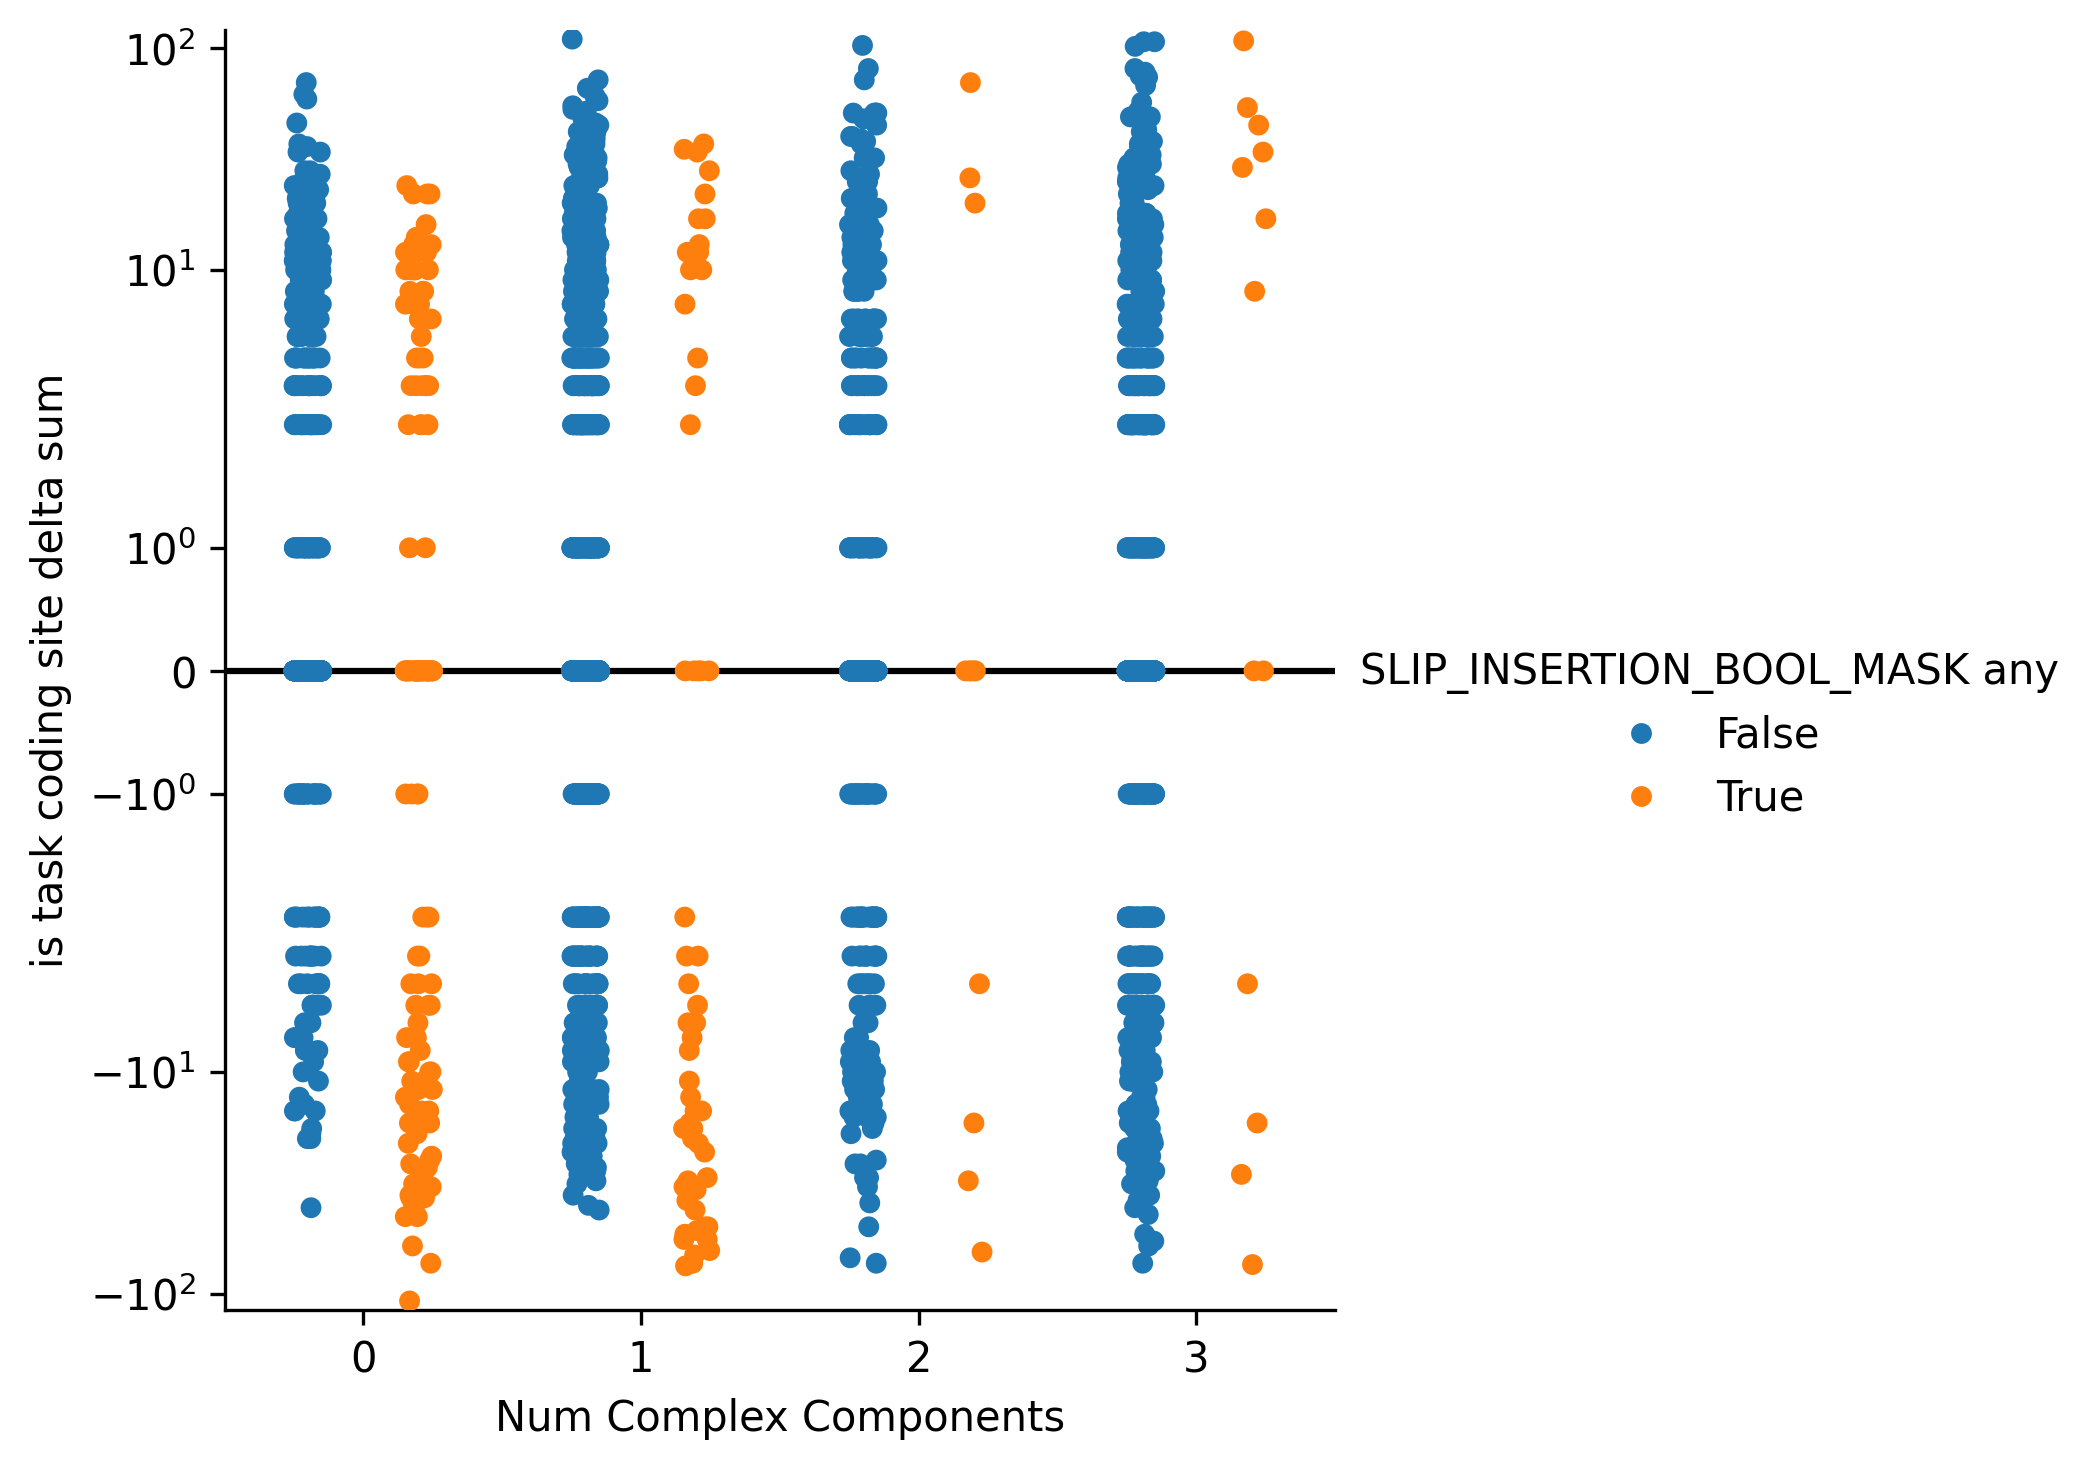 10²
10¹
10⁰
0
−10⁰
−10¹
−10²
is task coding site delta sum
0 1 2 3
Num Complex Components
SLIP_INSERTION_BOOL_MASK any
False
True